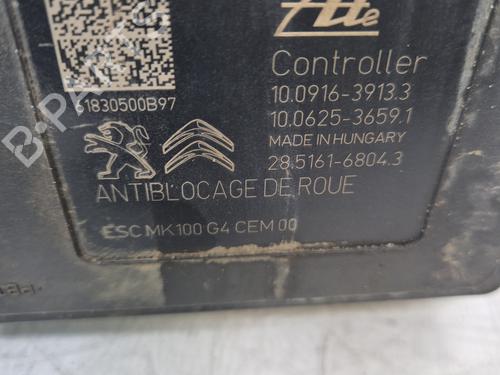 Ate
61830500B97
Controller
10.0916-3913.3
10.0625-3659.1
MADE IN HUNGARY
28.5161-6804.3
ANTIBLOCAGE DE ROUE
ESC MK100 G4 CEM 00